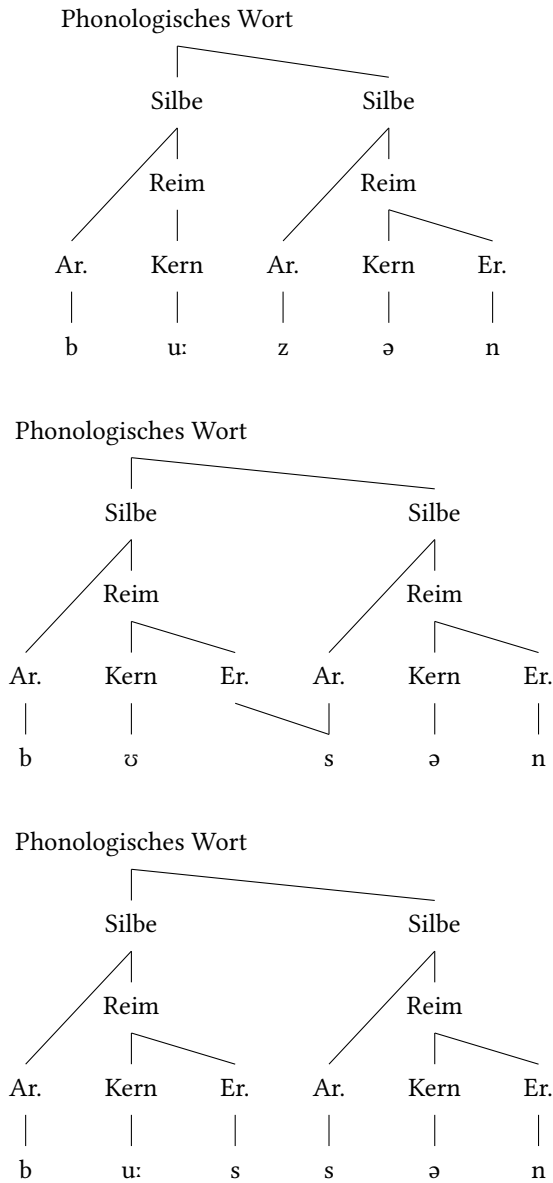 Phonologisches Wort
Silbe Silbe
Reim Reim
Ar. Kern Ar. Kern Er.
b uː z ə n
Phonologisches Wort
Silbe Silbe
Reim Reim
Ar. Kern Er. Ar. Kern Er.
b ʊ s ə n
Phonologisches Wort
Silbe Silbe
Reim Reim
Ar. Kern Er. Ar. Kern Er.
b uː s s ə n